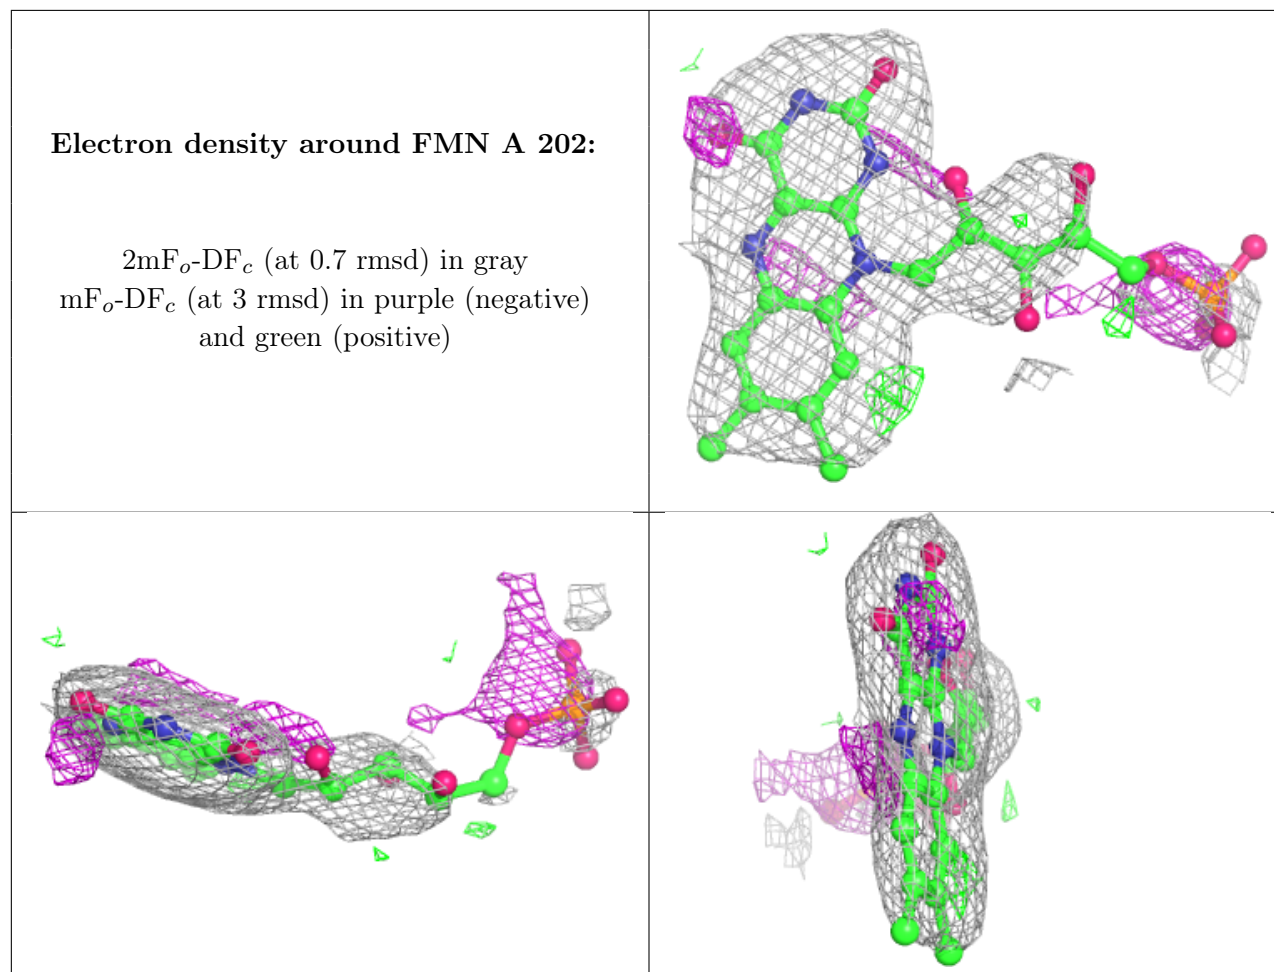 Electron density around FMN A 202:
2mFₒ-DF𝒸 (at 0.7 rmsd) in gray
mFₒ-DF𝒸 (at 3 rmsd) in purple (negative)
and green (positive)